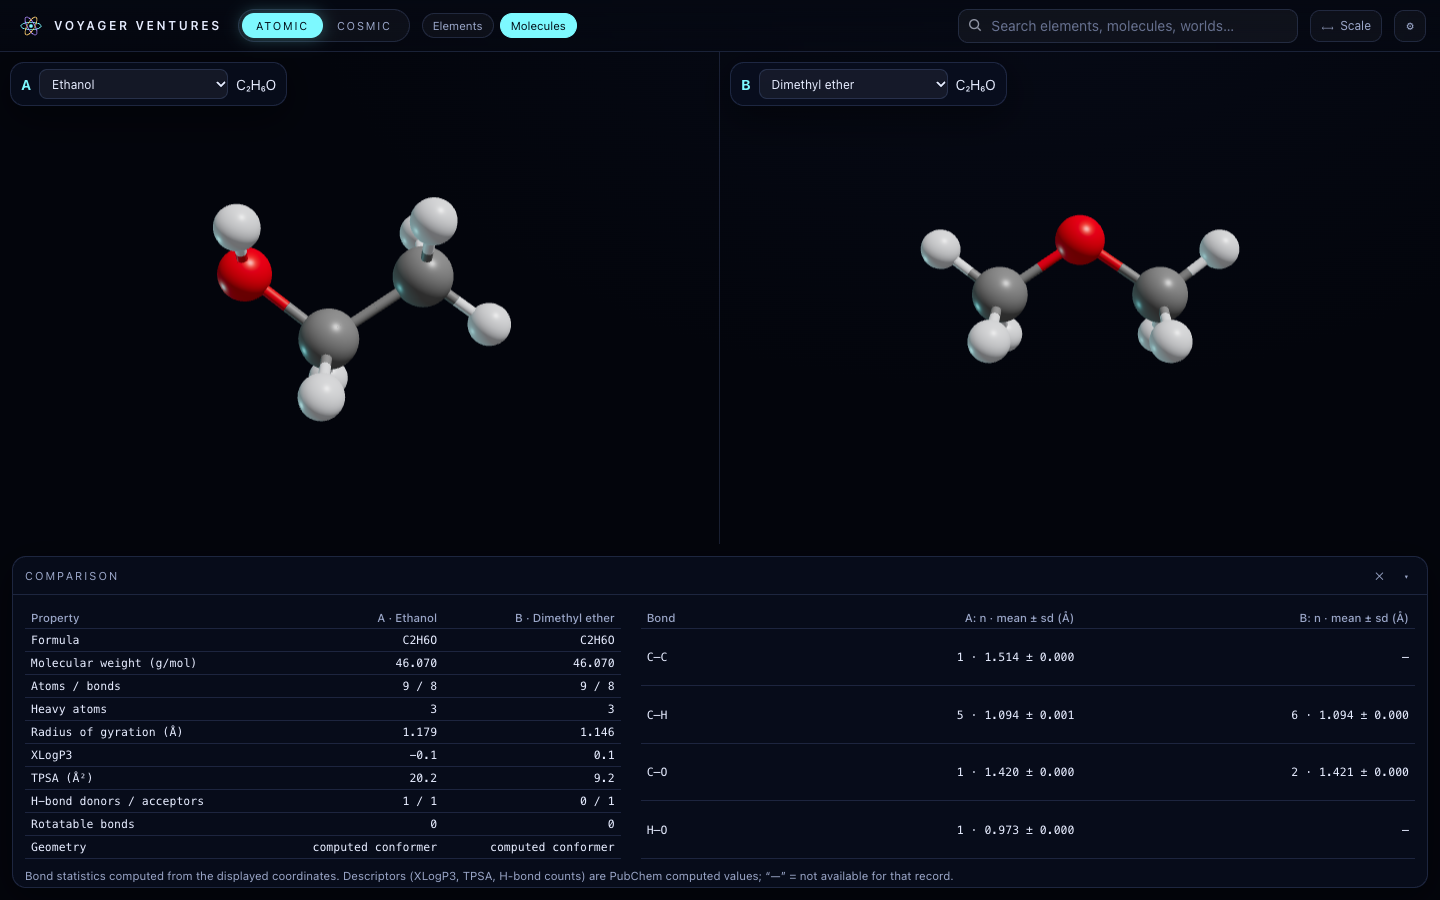 VOYAGER VENTURES
ATOMIC COSMIC
Elements Molecules
Search elements, molecules, worlds...
Scale
A Ethanol C₂H₆O
B Dimethyl ether C₂H₆O
COMPARISON
Property A · Ethanol B · Dimethyl ether
Formula C2H6O C2H6O
Molecular weight (g/mol) 46.070 46.070
Atoms / bonds 9 / 8 9 / 8
Heavy atoms 3 3
Radius of gyration (Å) 1.179 1.146
XLogP3 −0.1 0.1
TPSA (Å²) 20.2 9.2
H-bond donors / acceptors 1 / 1 0 / 1
Rotatable bonds 0 0
Geometry computed conformer computed conformer
Bond A: n · mean ± sd (Å) B: n · mean ± sd (Å)
C–C 1 · 1.514 ± 0.000 —
C–H 5 · 1.094 ± 0.001 6 · 1.094 ± 0.000
C–O 1 · 1.420 ± 0.000 2 · 1.421 ± 0.000
H–O 1 · 0.973 ± 0.000 —
Bond statistics computed from the displayed coordinates. Descriptors (XLogP3, TPSA, H-bond counts) are PubChem computed values; “—” = not available for that record.